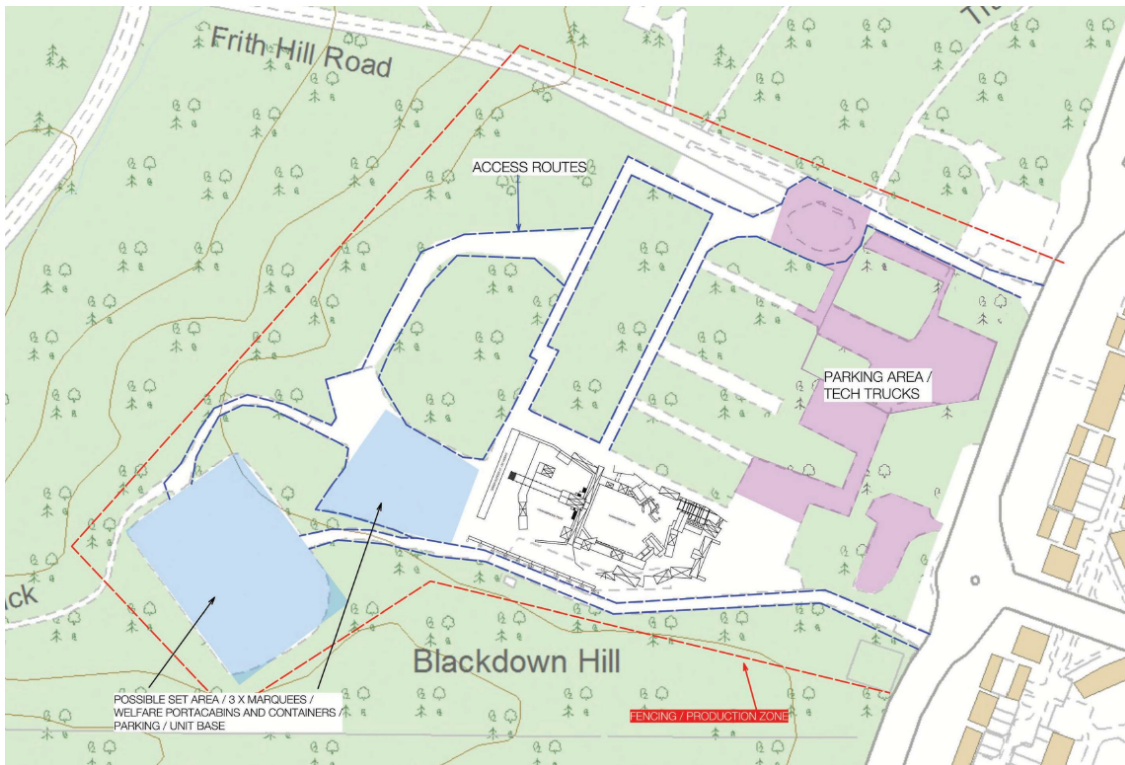 Frith Hill Road
ACCESS ROUTES
PARKING AREA /
TECH TRUCKS
Blackdown Hill
POSSIBLE SET AREA / 3 X MARQUEES /
WELFARE PORTACABINS AND CONTAINERS /
PARKING / UNIT BASE
FENCING / PRODUCTION ZONE